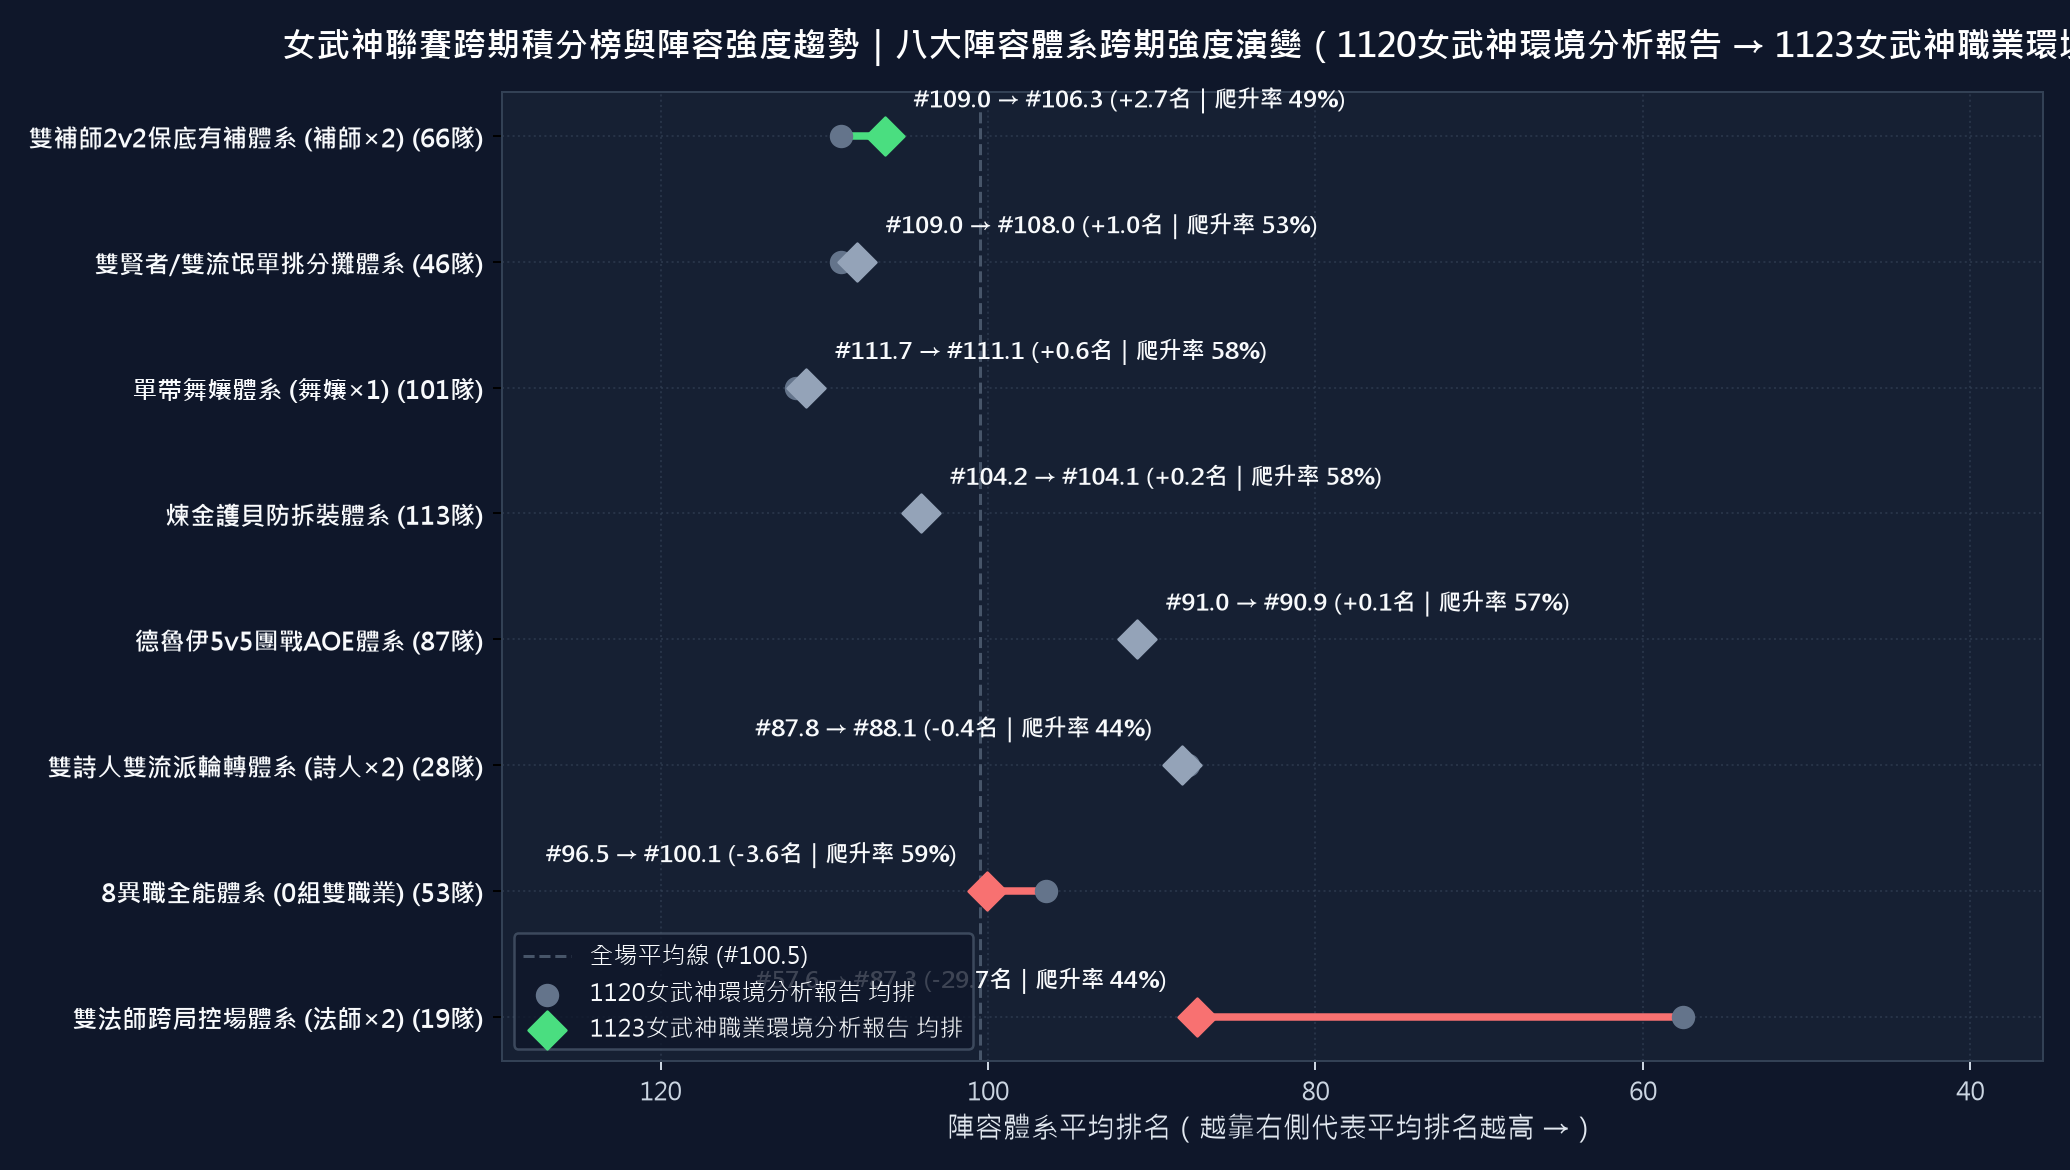 女武神聯賽跨期積分榜與陣容強度趨勢 | 八大陣容體系跨期強度演變 ( 1120女武神環境分析報告 → 1123女武神職業環境
雙補師2v2保底有補體系 (補師×2) (66隊)
#109.0 → #106.3 (+2.7名 | 爬升率 49%)
雙賢者/雙流氓單挑分攤體系 (46隊)
#109.0 → #108.0 (+1.0名 | 爬升率 53%)
單帶舞孃體系 (舞孃×1) (101隊)
#111.7 → #111.1 (+0.6名 | 爬升率 58%)
煉金護貝防拆裝體系 (113隊)
#104.2 → #104.1 (+0.2名 | 爬升率 58%)
德魯伊5v5團戰AOE體系 (87隊)
#91.0 → #90.9 (+0.1名 | 爬升率 57%)
雙詩人雙流派輪轉體系 (詩人×2) (28隊)
#87.8 → #88.1 (-0.4名 | 爬升率 44%)
8異職全能體系 (0組雙職業) (53隊)
#96.5 → #100.1 (-3.6名 | 爬升率 59%)
雙法師跨局控場體系 (法師×2) (19隊)
#57.6 → #87.3 (-29.7名 | 爬升率 44%)
全場平均線 (#100.5)
1120女武神環境分析報告 均排
1123女武神職業環境分析報告 均排
120
100
80
60
40
陣容體系平均排名 ( 越靠右側代表平均排名越高 → )